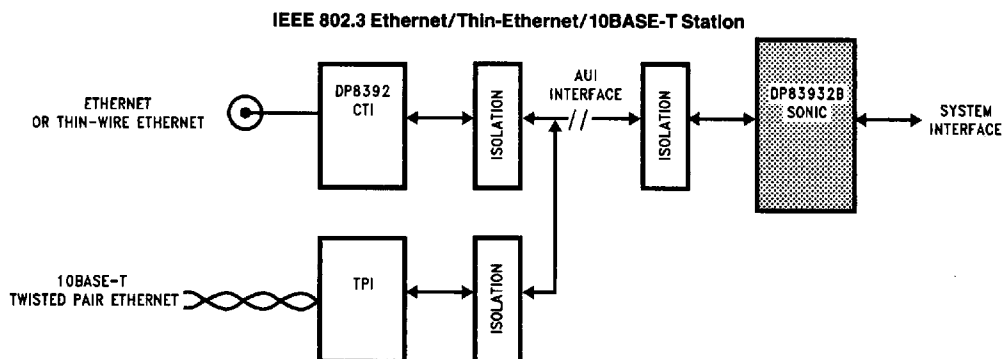 IEEE 802.3 Ethernet/Thin-Ethernet/10BASE-T Station
ETHERNET
OR THIN-WIRE ETHERNET
DP8392
CTI
ISOLATION
AUI
INTERFACE
ISOLATION
DP83932B
SONIC
SYSTEM
INTERFACE
10BASE-T
TWISTED PAIR ETHERNET
TPI
ISOLATION